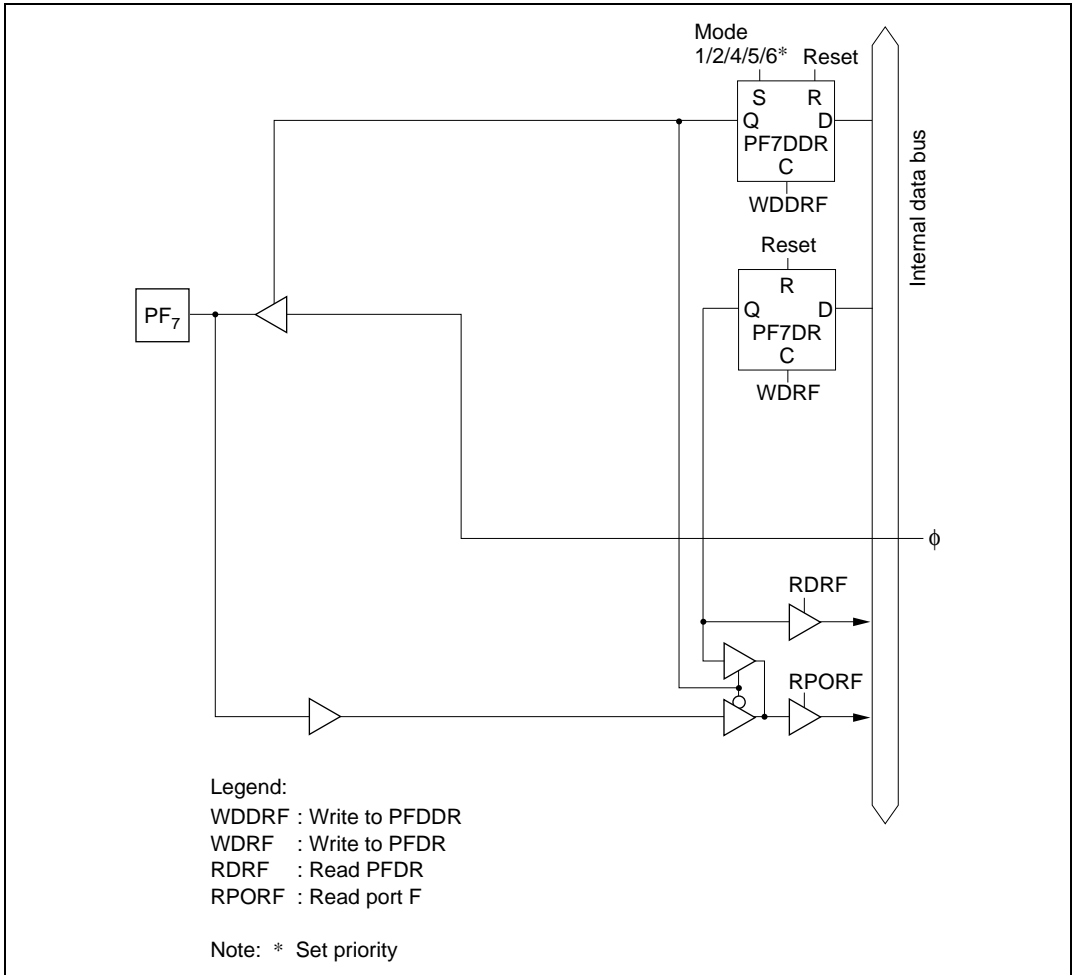 Mode
1/2/4/5/6* Reset
S R
Q D
PF7DDR
C
WDDRF
Internal data bus
Reset
R
Q D
PF7DR
C
WDRF
PF7
ϕ
RDRF
RPORF
Legend:
WDDRF : Write to PFDDR
WDRF : Write to PFDR
RDRF : Read PFDR
RPORF : Read port F
Note: * Set priority